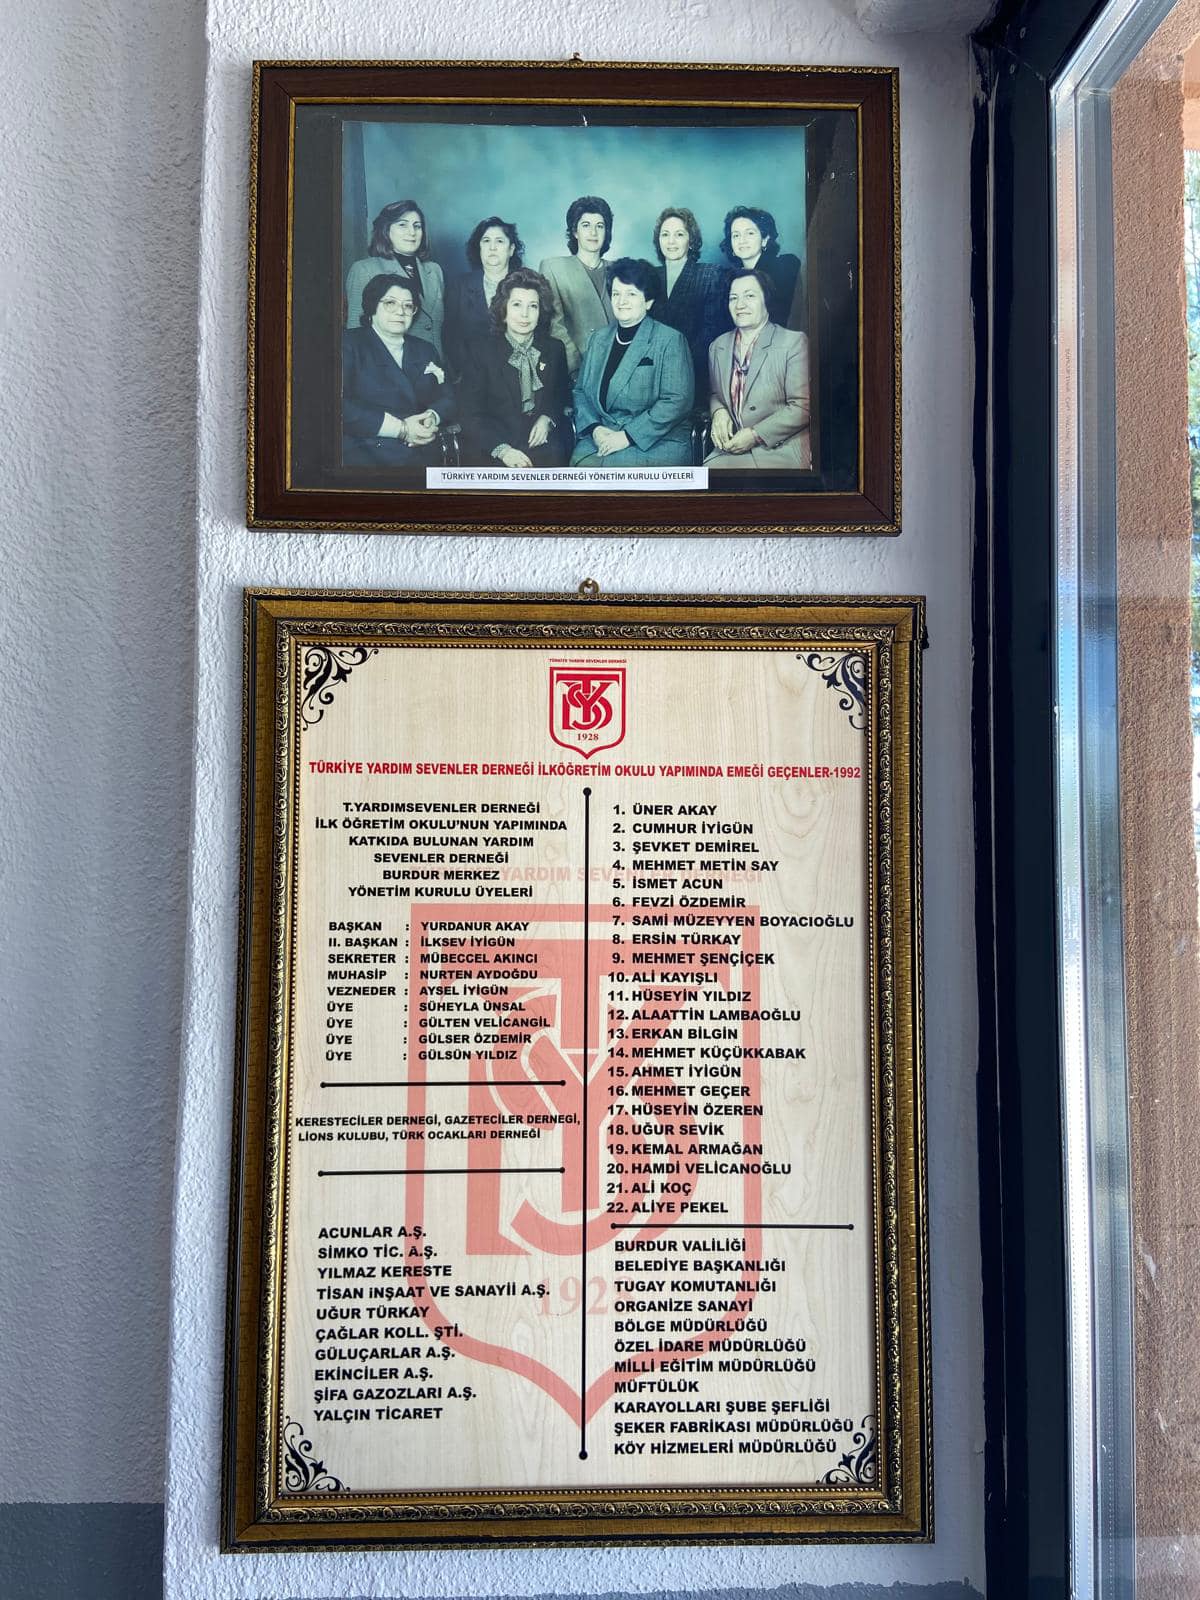 TÜRKİYE YARDIM SEVENLER DERNEĞİ YÖNETİM KURULU ÜYELERİ
TÜRKİYE YARDIM SEVENLER DERNEĞİ
TYSD
1928
TÜRKİYE YARDIM SEVENLER DERNEĞİ İLKÖĞRETİM OKULU YAPIMINDA EMEĞİ GEÇENLER-1992
T.YARDIMSEVENLER DERNEĞİ
İLK ÖĞRETİM OKULU'NUN YAPIMINDA
KATKIDA BULUNAN YARDIM
SEVENLER DERNEĞİ
BURDUR MERKEZ
YÖNETİM KURULU ÜYELERİ
BAŞKAN : YURDANUR AKAY
II. BAŞKAN : İLKSEV İYİGÜN
SEKRETER : MÜBECCEL AKINCI
MUHASİP : NURTEN AYDOĞDU
VEZNEDER : AYSEL İYİGÜN
ÜYE : SÜHEYLA ÜNSAL
ÜYE : GÜLTEN VELİCANGİL
ÜYE : GÜLSER ÖZDEMİR
ÜYE : GÜLSÜN YILDIZ
KERESTECİLER DERNEGİ, GAZETECİLER DERNEGİ,
LİONS KULUBU, TÜRK OCAKLARI DERNEĞİ
ACUNLAR A.Ş.
SİMKO TİC. A.Ş.
YILMAZ KERESTE
TİSAN İNŞAAT VE SANAYİİ A.Ş.
UĞUR TÜRKAY
ÇAĞLAR KOLL. ŞTİ.
GÜLUÇARLAR A.Ş.
EKİNCİLER A.Ş.
ŞİFA GAZOZLARI A.Ş.
YALÇIN TİCARET
1. ÜNER AKAY
2. CUMHUR İYİGÜN
3. ŞEVKET DEMİREL
4. MEHMET METİN SAY
5. İSMET ACUN
6. FEVZİ ÖZDEMİR
7. SAMİ MÜZEYYEN BOYACIOĞLU
8. ERSİN TÜRKAY
9. MEHMET ŞENÇİÇEK
10. ALİ KAYIŞLI
11. HÜSEYİN YILDIZ
12. ALAATTİN LAMBAOĞLU
13. ERKAN BİLGİN
14. MEHMET KÜÇÜKKABAK
15. AHMET İYİGÜN
16. MEHMET GEÇER
17. HÜSEYİN ÖZEREN
18. UĞUR SEVİK
19. KEMAL ARMAĞAN
20. HAMDİ VELİCANOĞLU
21. ALİ KOÇ
22. ALİYE PEKEL
BURDUR VALİLİĞİ
BELEDİYE BAŞKANLIĞI
TUGAY KOMUTANLIĞI
ORGANİZE SANAYİ
BÖLGE MÜDÜRLÜĞÜ
ÖZEL İDARE MÜDÜRLÜĞÜ
MİLLİ EĞİTİM MÜDÜRLÜĞÜ
MÜFTÜLÜK
KARAYOLLARI ŞUBE ŞEFLİĞİ
ŞEKER FABRİKASI MÜDÜRLÜĞÜ
KÖY HİZMELERİ MÜDÜRLÜĞÜ
YARDIM SEVENLER DERNEĞİ
1928